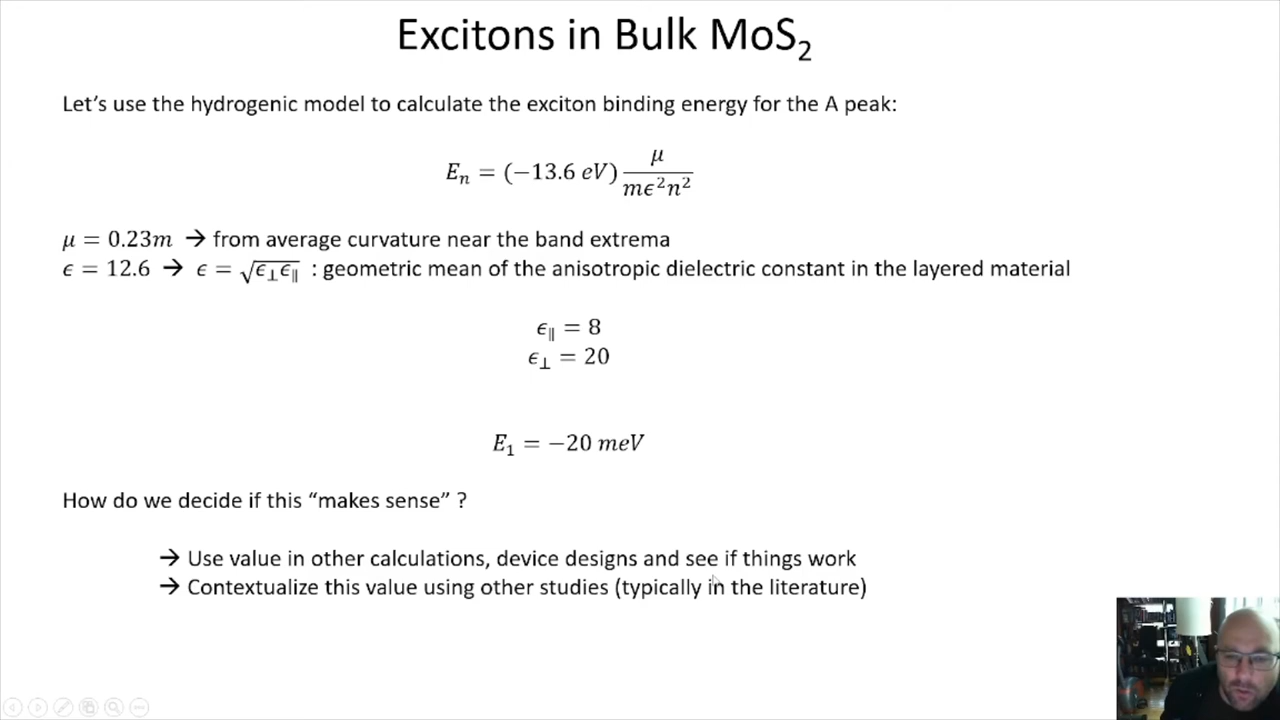 Excitons in Bulk MoS₂
Let's use the hydrogenic model to calculate the exciton binding energy for the A peak:
Eₙ = (−13.6 eV) μ / mϵ²n²
μ = 0.23m → from average curvature near the band extrema
ϵ = 12.6 → ϵ = √ϵ⊥ϵ∥ : geometric mean of the anisotropic dielectric constant in the layered material
ϵ∥ = 8
ϵ⊥ = 20
E₁ = −20 meV
How do we decide if this “makes sense” ?
→ Use value in other calculations, device designs and see if things work
→ Contextualize this value using other studies (typically in the literature)